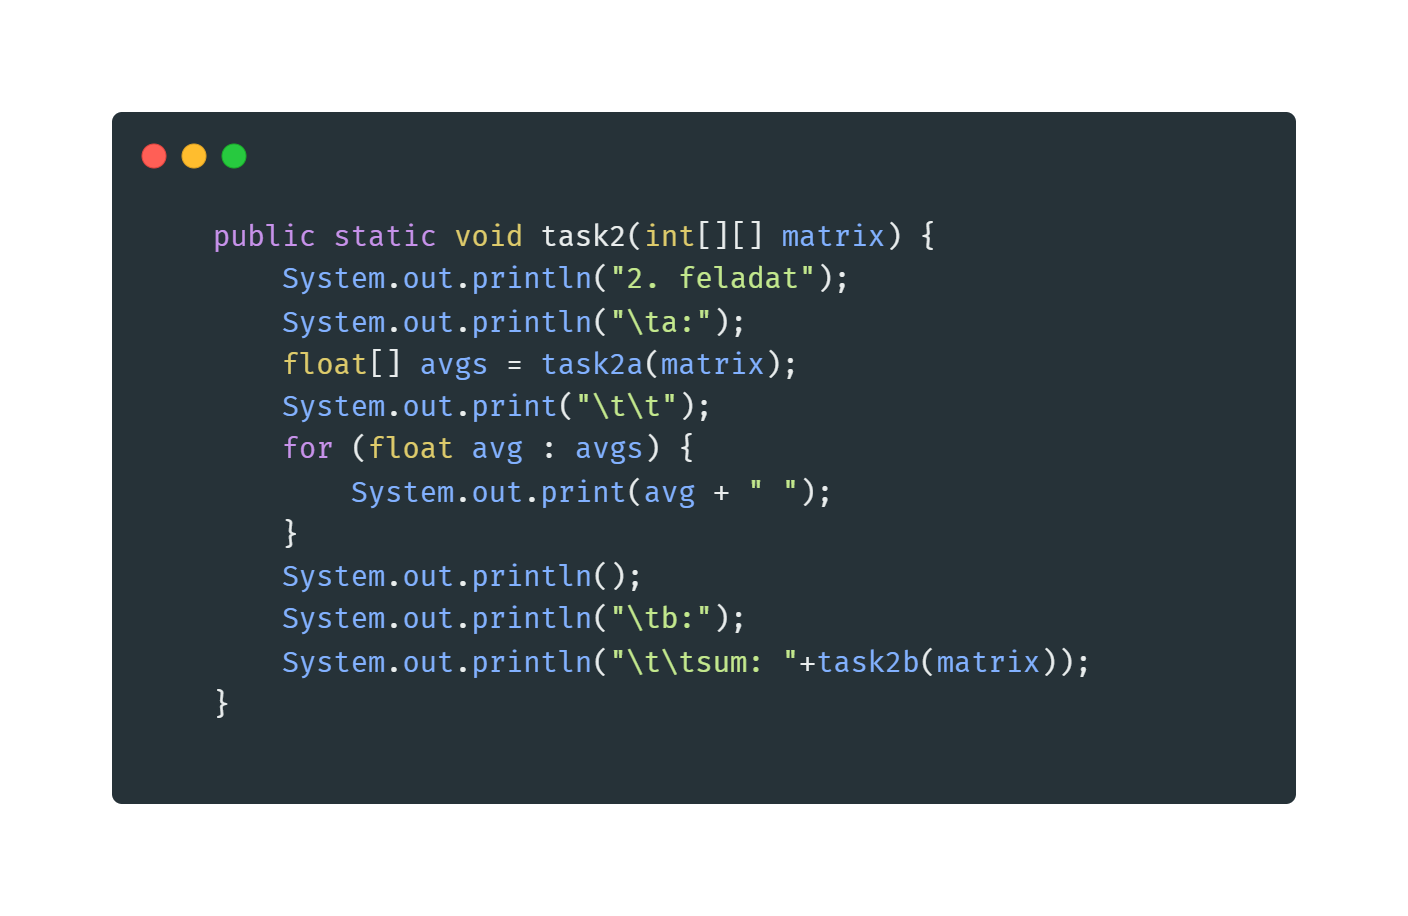 public static void task2(int[][] matrix) {
    System.out.println("2. feladat");
    System.out.println("\ta:");
    float[] avgs = task2a(matrix);
    System.out.print("\t\t");
    for (float avg : avgs) {
        System.out.print(avg + " ");
    }
    System.out.println();
    System.out.println("\tb:");
    System.out.println("\t\tsum: "+task2b(matrix));
}